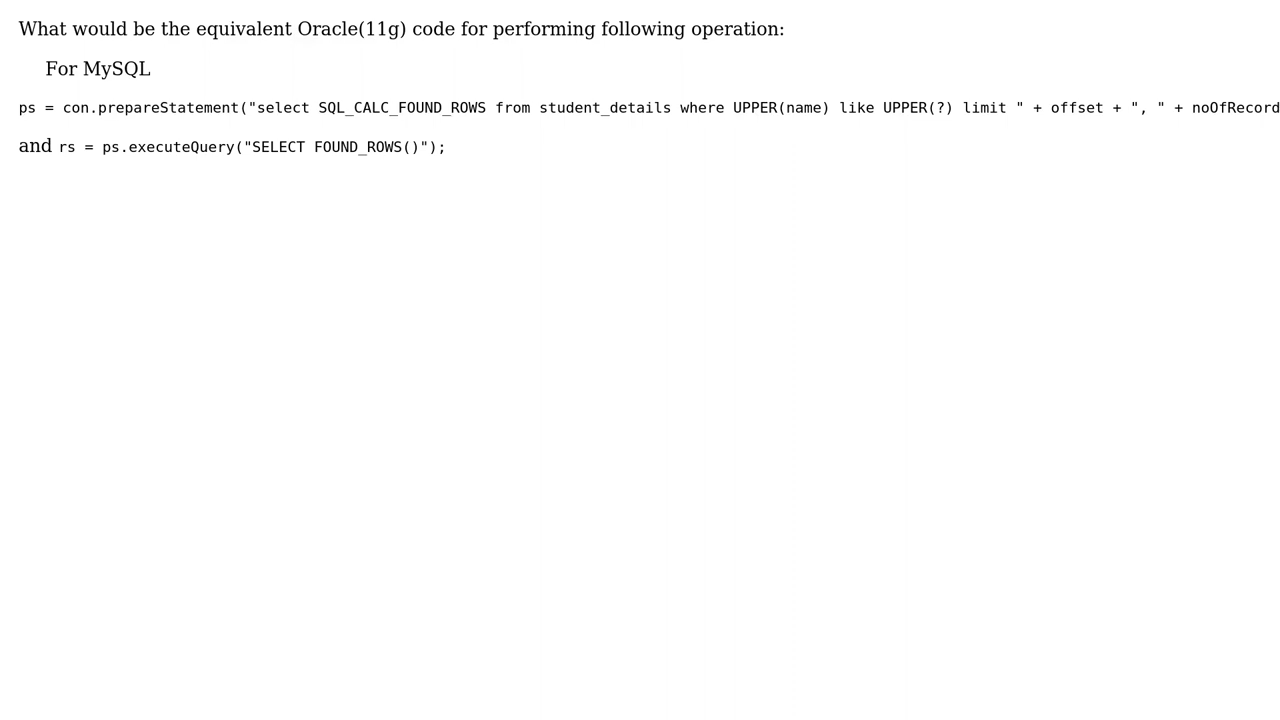 What would be the equivalent Oracle(11g) code for performing following operation:
For MySQL
ps = con.prepareStatement("select SQL_CALC_FOUND_ROWS from student_details where UPPER(name) like UPPER(?) limit " + offset + ", " + noOfRecord
and rs = ps.executeQuery("SELECT FOUND_ROWS()");